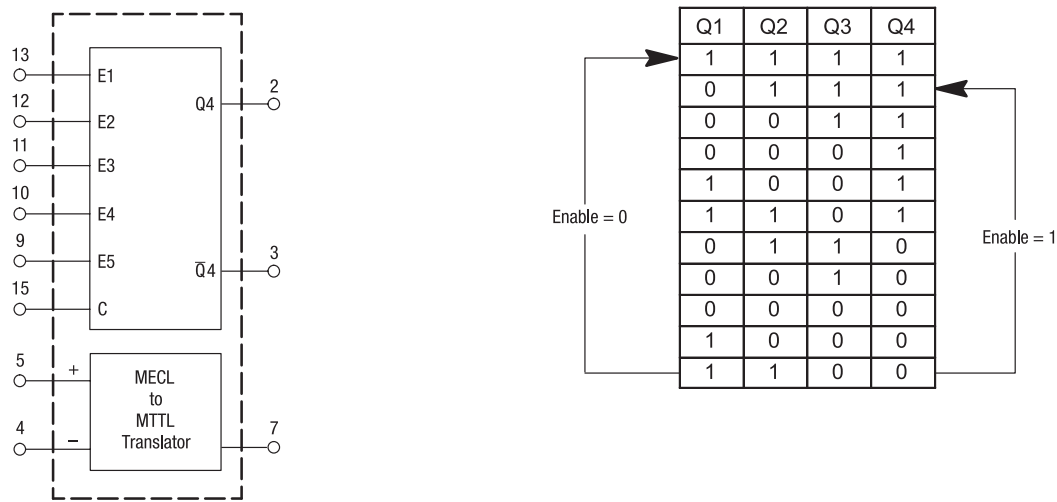 13
E1
12
E2
11
E3
10
E4
9
E5
15
C
Q4
2
Q̅4
3
5
+
4
−
MECL
to
MTTL
Translator
7
Q1 Q2 Q3 Q4
1 1 1 1
0 1 1 1
0 0 1 1
0 0 0 1
1 0 0 1
1 1 0 1
0 1 1 0
0 0 1 0
0 0 0 0
1 0 0 0
1 1 0 0
Enable = 0
Enable = 1